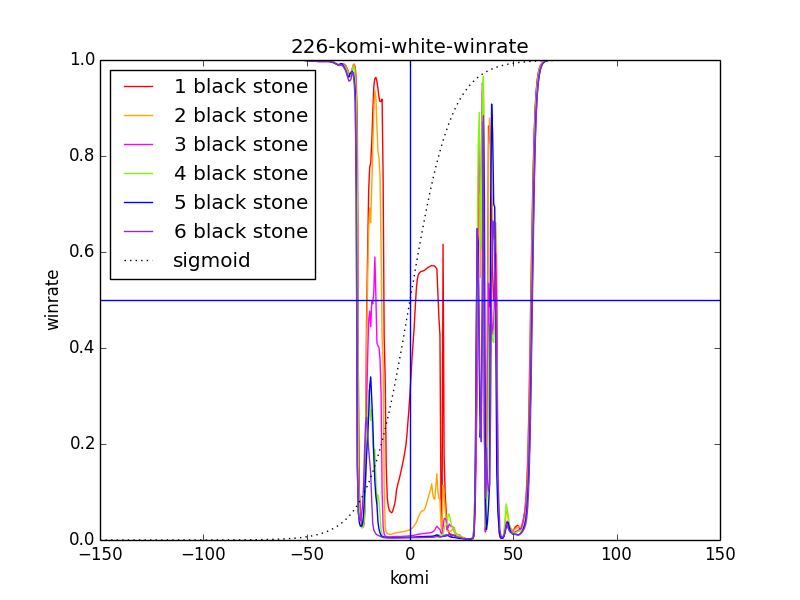 226-komi-white-winrate
1.0
0.8
0.6
0.4
0.2
0.0
winrate
1 black stone
2 black stone
3 black stone
4 black stone
5 black stone
6 black stone
sigmoid
−150 −100 −50 0 50 100 150
komi